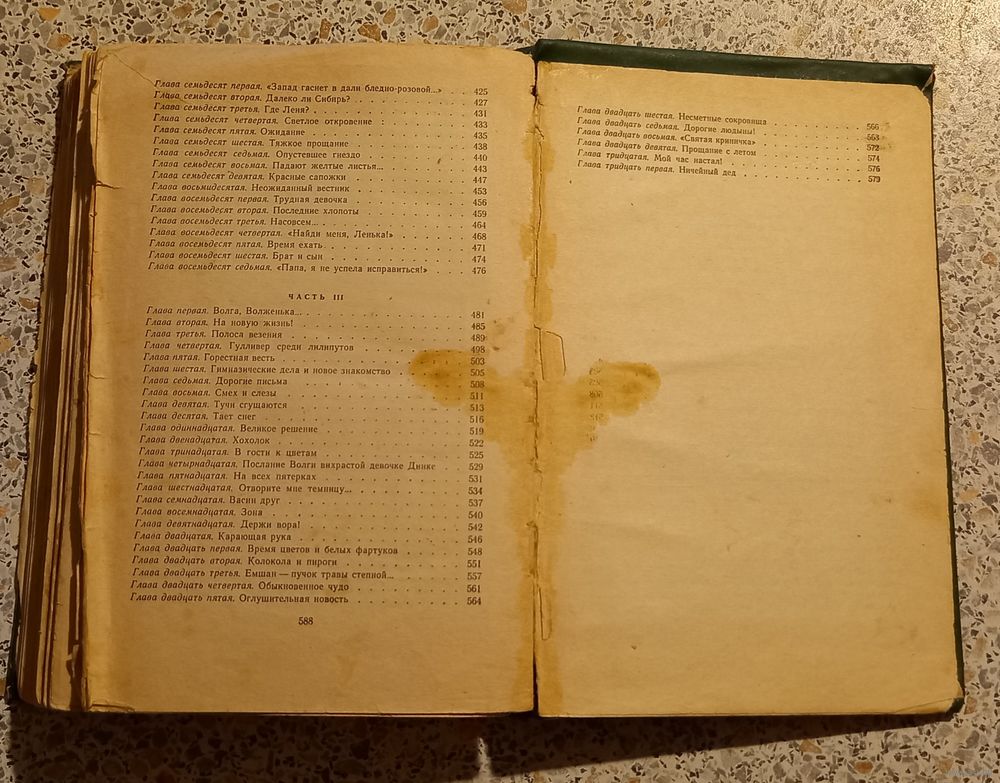 Глава семьдесят первая. «Запад гаснет в дали бледно-розовой...» 425
Глава семьдесят вторая. Далеко ли Сибирь? 427
Глава семьдесят третья. Где Леня? 431
Глава семьдесят четвертая. Светлое откровение 433
Глава семьдесят пятая. Ожидание 435
Глава семьдесят шестая. Тяжкое прощание 438
Глава семьдесят седьмая. Опустевшее гнездо 440
Глава семьдесят восьмая. Падают желтые листья... 443
Глава семьдесят девятая. Красные сапожки 447
Глава восьмидесятая. Неожиданный вестник 453
Глава восемьдесят первая. Трудная девочка 456
Глава восемьдесят вторая. Последние хлопоты 459
Глава восемьдесят третья. Насовсем... 464
Глава восемьдесят четвертая. «Найди меня, Ленька!» 468
Глава восемьдесят пятая. Время ехать 471
Глава восемьдесят шестая. Брат и сын 474
Глава восемьдесят седьмая. «Папа, я не успела исправиться!» 476
ЧАСТЬ III
Глава первая. Волга, Волженька... 481
Глава вторая. На новую жизнь! 485
Глава третья. Полоса везения 489
Глава четвертая. Гулливер среди лилипутов 498
Глава пятая. Горестная весть 503
Глава шестая. Гимназические дела и новое знакомство 505
Глава седьмая. Дорогие письма 508
Глава восьмая. Смех и слезы 511
Глава девятая. Тучи сгущаются 513
Глава десятая. Тает снег 516
Глава одиннадцатая. Великое решение 519
Глава двенадцатая. Хохолок 522
Глава тринадцатая. В гости к цветам 525
Глава четырнадцатая. Послание Волги вихрастой девочке Динке 529
Глава пятнадцатая. На всех пятерках 531
Глава шестнадцатая. Отворите мне темницу... 534
Глава семнадцатая. Васин друг 537
Глава восемнадцатая. Зона 540
Глава девятнадцатая. Держи вора! 542
Глава двадцатая. Карающая рука 546
Глава двадцать первая. Время цветов и белых фартуков 548
Глава двадцать вторая. Колокола и пироги 551
Глава двадцать третья. Емшан — пучок травы степной... 557
Глава двадцать четвертая. Обыкновенное чудо 561
Глава двадцать пятая. Оглушительная новость 564
588
Глава двадцать шестая. Несметные сокровища 566
Глава двадцать седьмая. Дорогие людыны! 568
Глава двадцать восьмая. «Святая криничка» 572
Глава двадцать девятая. Прощание с летом 574
Глава тридцатая. Мой час настал! 576
Глава тридцать первая. Ничейный дед 579